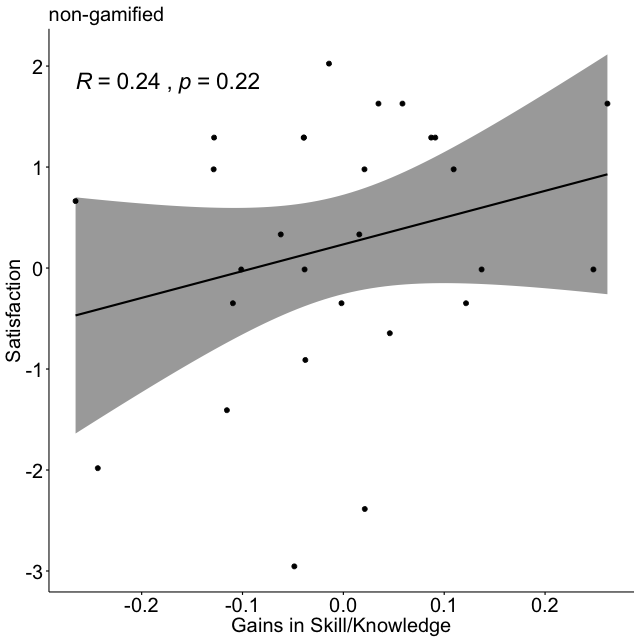 non-gamified
R = 0.24 , p = 0.22
Satisfaction
2
1
0
-1
-2
-3
-0.2 -0.1 0.0 0.1 0.2
Gains in Skill/Knowledge